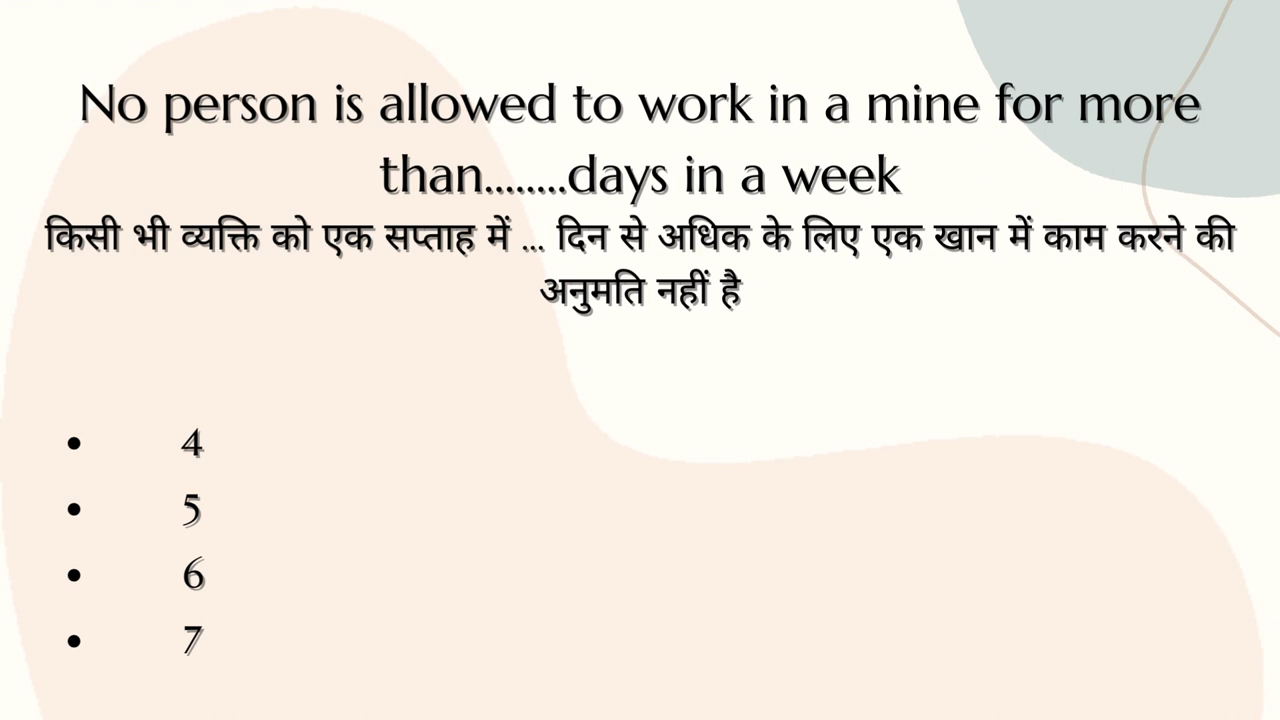 No person is allowed to work in a mine for more
than........days in a week
किसी भी व्यक्ति को एक सप्ताह में ... दिन से अधिक के लिए एक खान में काम करने की
अनुमति नहीं है
• 4
• 5
• 6
• 7